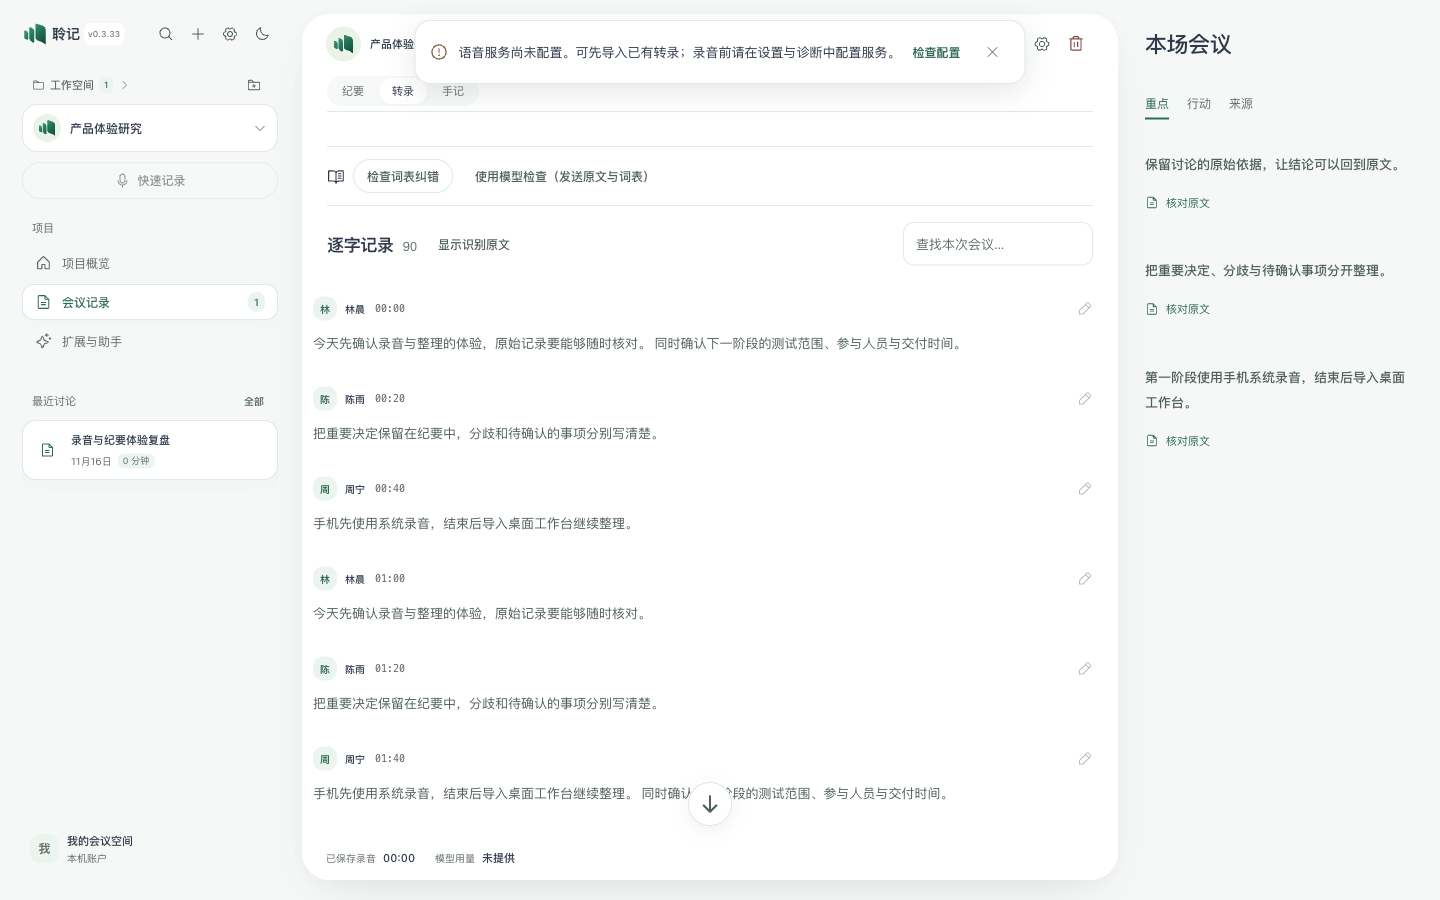 聆记 v0.3.33
工作空间 1
产品体验研究
快速记录
项目
项目概览
会议记录 1
扩展与助手
最近讨论 全部
录音与纪要体验复盘
11月16日 0 分钟
我 我的会议空间
本机账户
产品体验
语音服务尚未配置。可先导入已有转录；录音前请在设置与诊断中配置服务。 检查配置
纪要 转录 手记
检查词表纠错 使用模型检查（发送原文与词表）
逐字记录 90 显示识别原文 查找本次会议...
林 林晨 00:00
今天先确认录音与整理的体验，原始记录要能够随时核对。 同时确认下一阶段的测试范围、参与人员与交付时间。
陈 陈雨 00:20
把重要决定保留在纪要中，分歧和待确认的事项分别写清楚。
周 周宁 00:40
手机先使用系统录音，结束后导入桌面工作台继续整理。
林 林晨 01:00
今天先确认录音与整理的体验，原始记录要能够随时核对。
陈 陈雨 01:20
把重要决定保留在纪要中，分歧和待确认的事项分别写清楚。
周 周宁 01:40
手机先使用系统录音，结束后导入桌面工作台继续整理。 同时确 段的测试范围、参与人员与交付时间。
已保存录音 00:00 模型用量 未提供
本场会议
重点 行动 来源
保留讨论的原始依据，让结论可以回到原文。
核对原文
把重要决定、分歧与待确认事项分开整理。
核对原文
第一阶段使用手机系统录音，结束后导入桌面
工作台。
核对原文